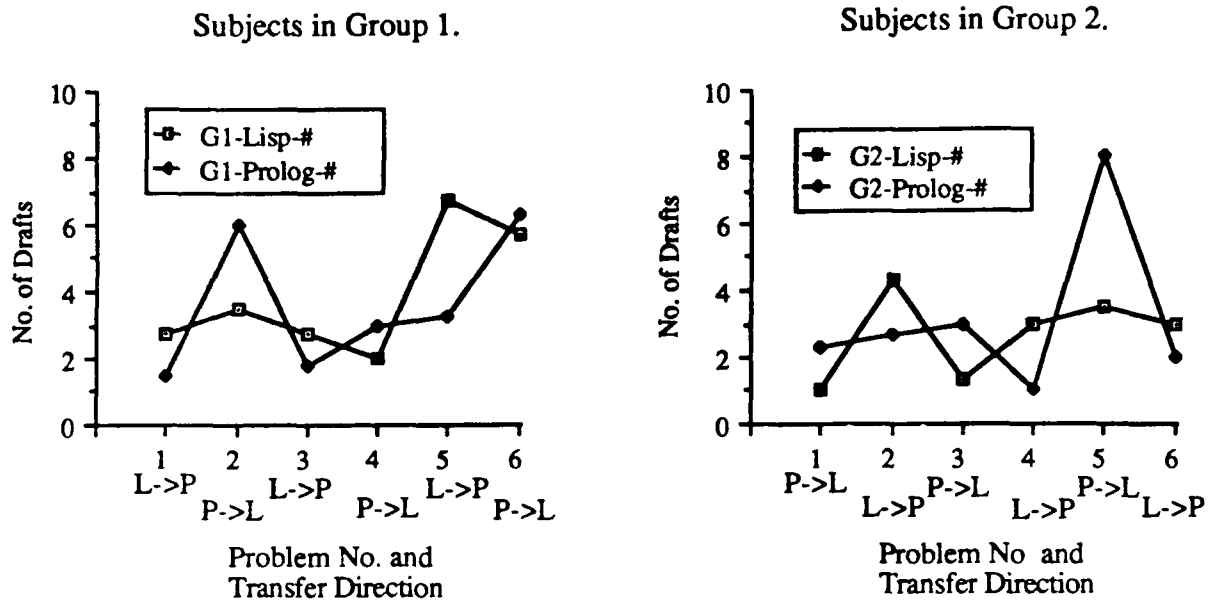 Subjects in Group 1.
10
8
6
4
2
0
No. of Drafts
G1-Lisp-#
G1-Prolog-#
1 2 3 4 5 6
L->P P->L L->P P->L L->P P->L
Problem No. and
Transfer Direction
Subjects in Group 2.
10
8
6
4
2
0
No. of Drafts
G2-Lisp-#
G2-Prolog-#
1 2 3 4 5 6
P->L L->P P->L L->P P->L L->P
Problem No and
Transfer Direction